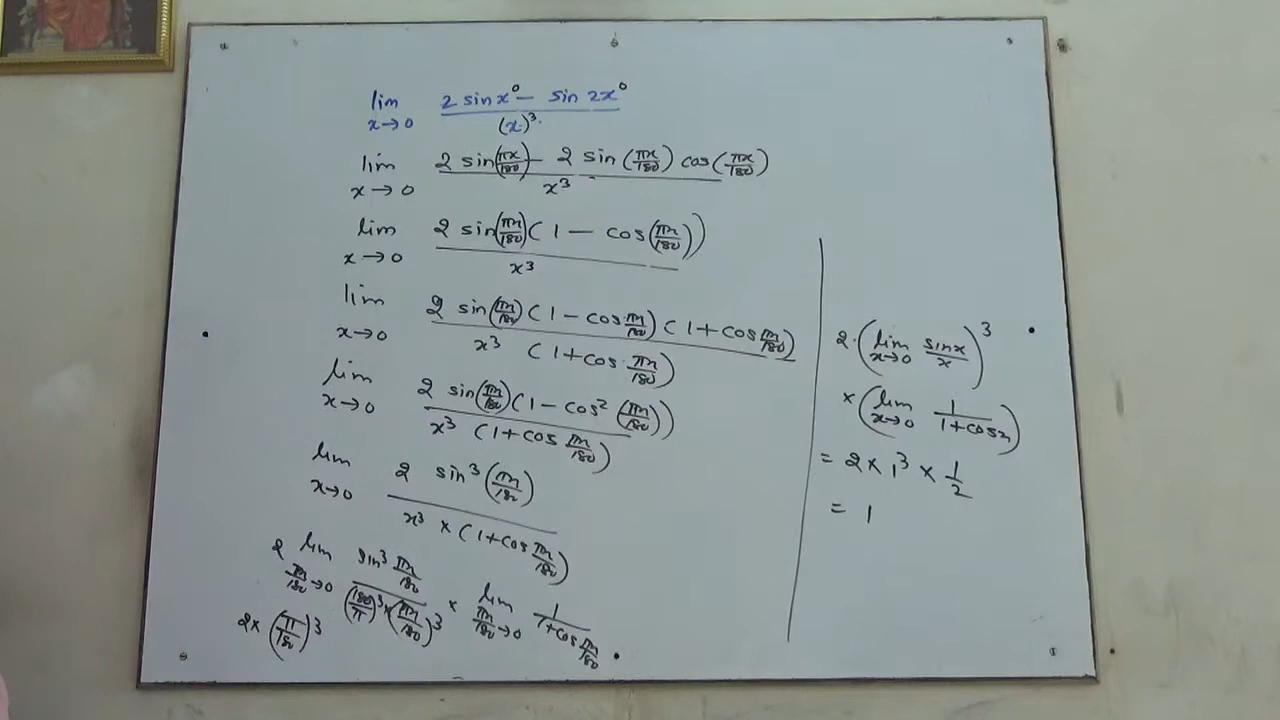 lim x→0 (2 sin x° − sin 2x°) / (x)³
lim x→0 (2 sin(πx/180) − 2 sin(πx/180) cos(πx/180)) / x³
lim x→0 (2 sin(πx/180)(1 − cos(πx/180))) / x³
lim x→0 (2 sin(πx/180)(1 − cos πx/180)(1 + cos πx/180)) / (x³ (1 + cos πx/180))
lim x→0 (2 sin(πx/180)(1 − cos²(πx/180))) / (x³ (1 + cos πx/180))
lim x→0 (2 sin³(πx/180)) / (x³ × (1 + cos πx/180))
2 lim πx/180→0 (sin³ πx/180) / ((180/π)³ × (πx/180)³) × lim πx/180→0 1/(1 + cos πx/180)
2 × (π/180)³
2 · (lim x→0 sin x / x)³
× (lim x→0 1/(1 + cos x))
= 2 × 1³ × 1/2
= 1